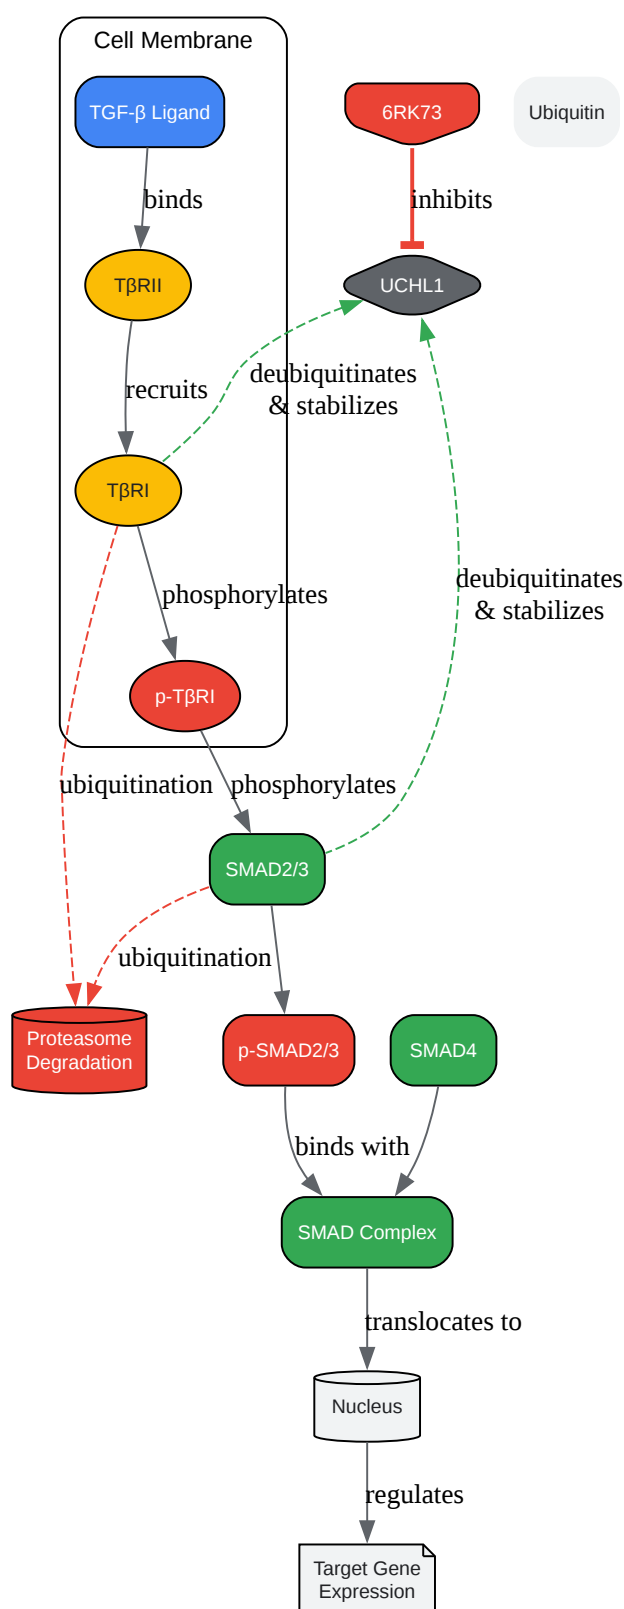 Cell Membrane
TGF-β Ligand
6RK73
Ubiquitin
binds
inhibits
TβRII
UCHL1
recruits
deubiquitinates
& stabilizes
TβRI
deubiquitinates
& stabilizes
phosphorylates
p-TβRI
ubiquitination
phosphorylates
SMAD2/3
ubiquitination
Proteasome
Degradation
p-SMAD2/3
SMAD4
binds with
SMAD Complex
translocates to
Nucleus
regulates
Target Gene
Expression